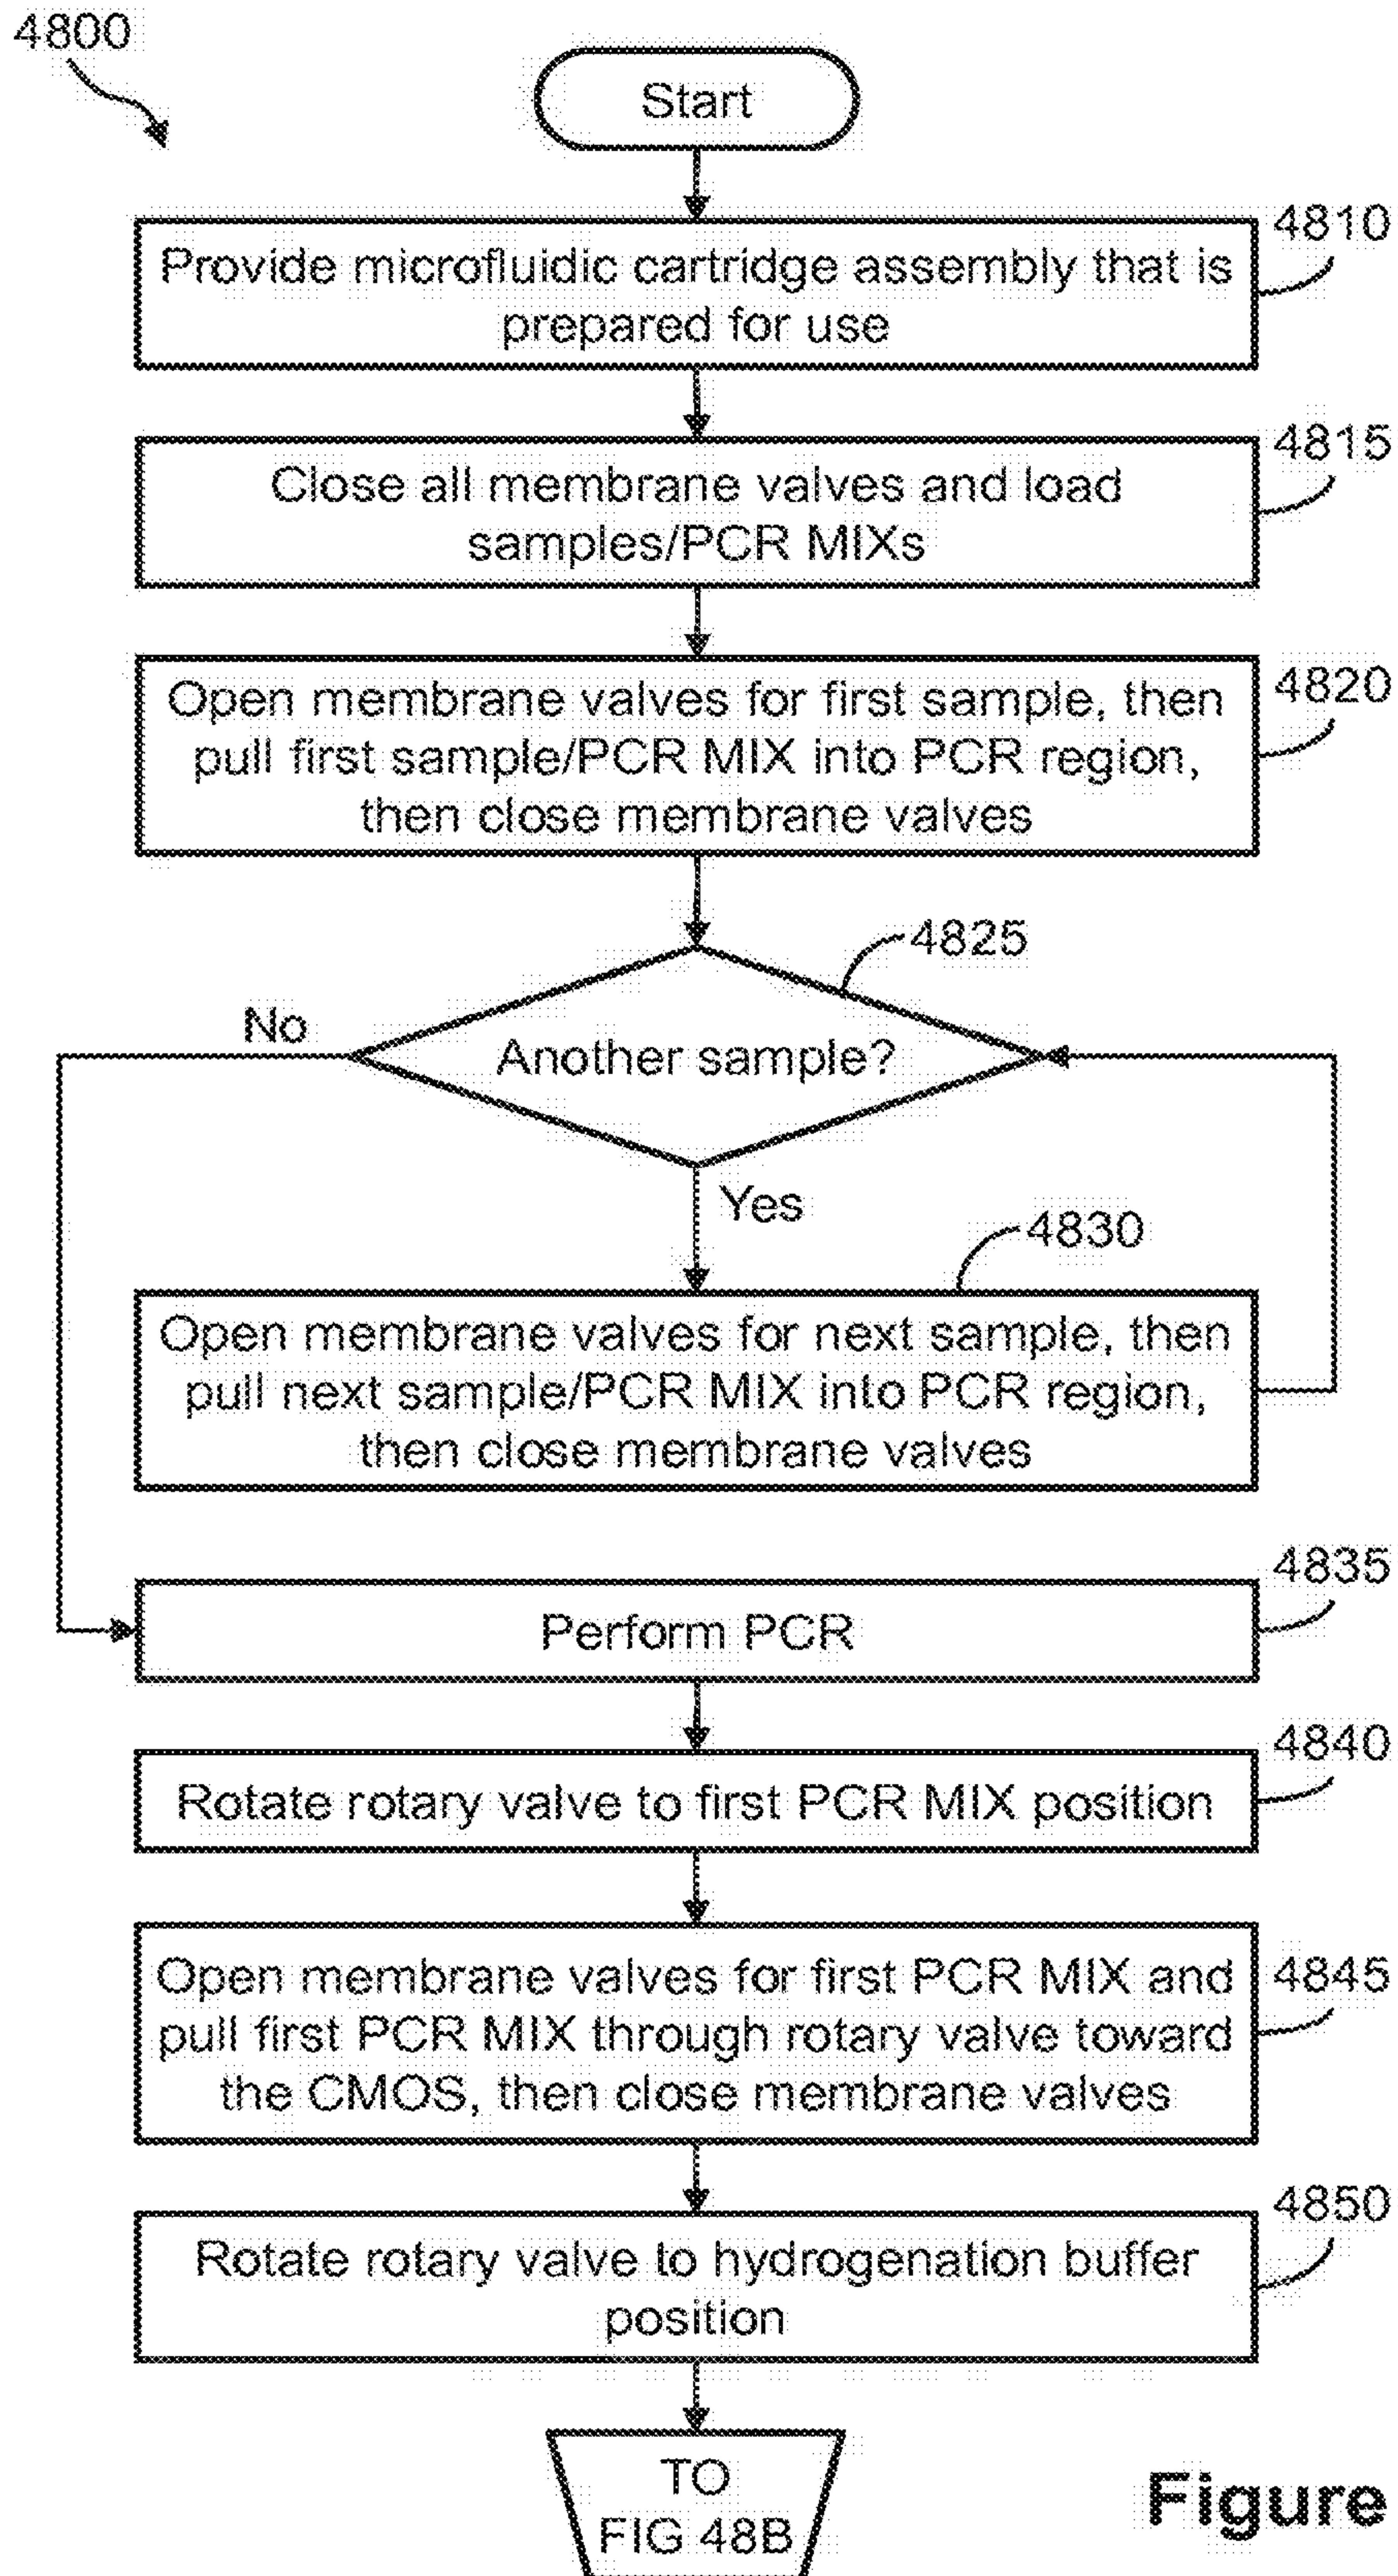 4800
Start
4810
Provide microfluidic cartridge assembly that is
prepared for use
4815
Close all membrane valves and load
samples/PCR MIXs
4820
Open membrane valves for first sample, then
pull first sample/PCR MIX into PCR region,
then close membrane valves
4825
No
Another sample?
Yes
4830
Open membrane valves for next sample, then
pull next sample/PCR MIX into PCR region,
then close membrane valves
4835
Perform PCR
4840
Rotate rotary valve to first PCR MIX position
4845
Open membrane valves for first PCR MIX and
pull first PCR MIX through rotary valve toward
the CMOS, then close membrane valves
4850
Rotate rotary valve to hydrogenation buffer
position
TO
FIG 48B
Figure